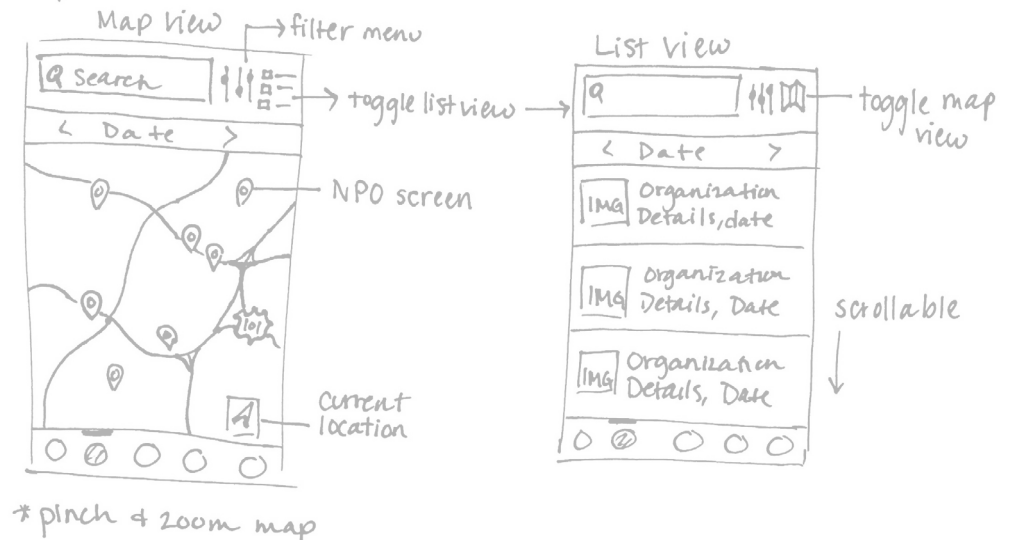 Map view
filter menu
Search
toggle list view
< Date >
NPO screen
101
current
location
* pinch & zoom map
List view
toggle map
view
< Date >
IMG
Organization
Details, date
IMG
Organization
Details, Date
IMG
Organization
Details, Date
scrollable